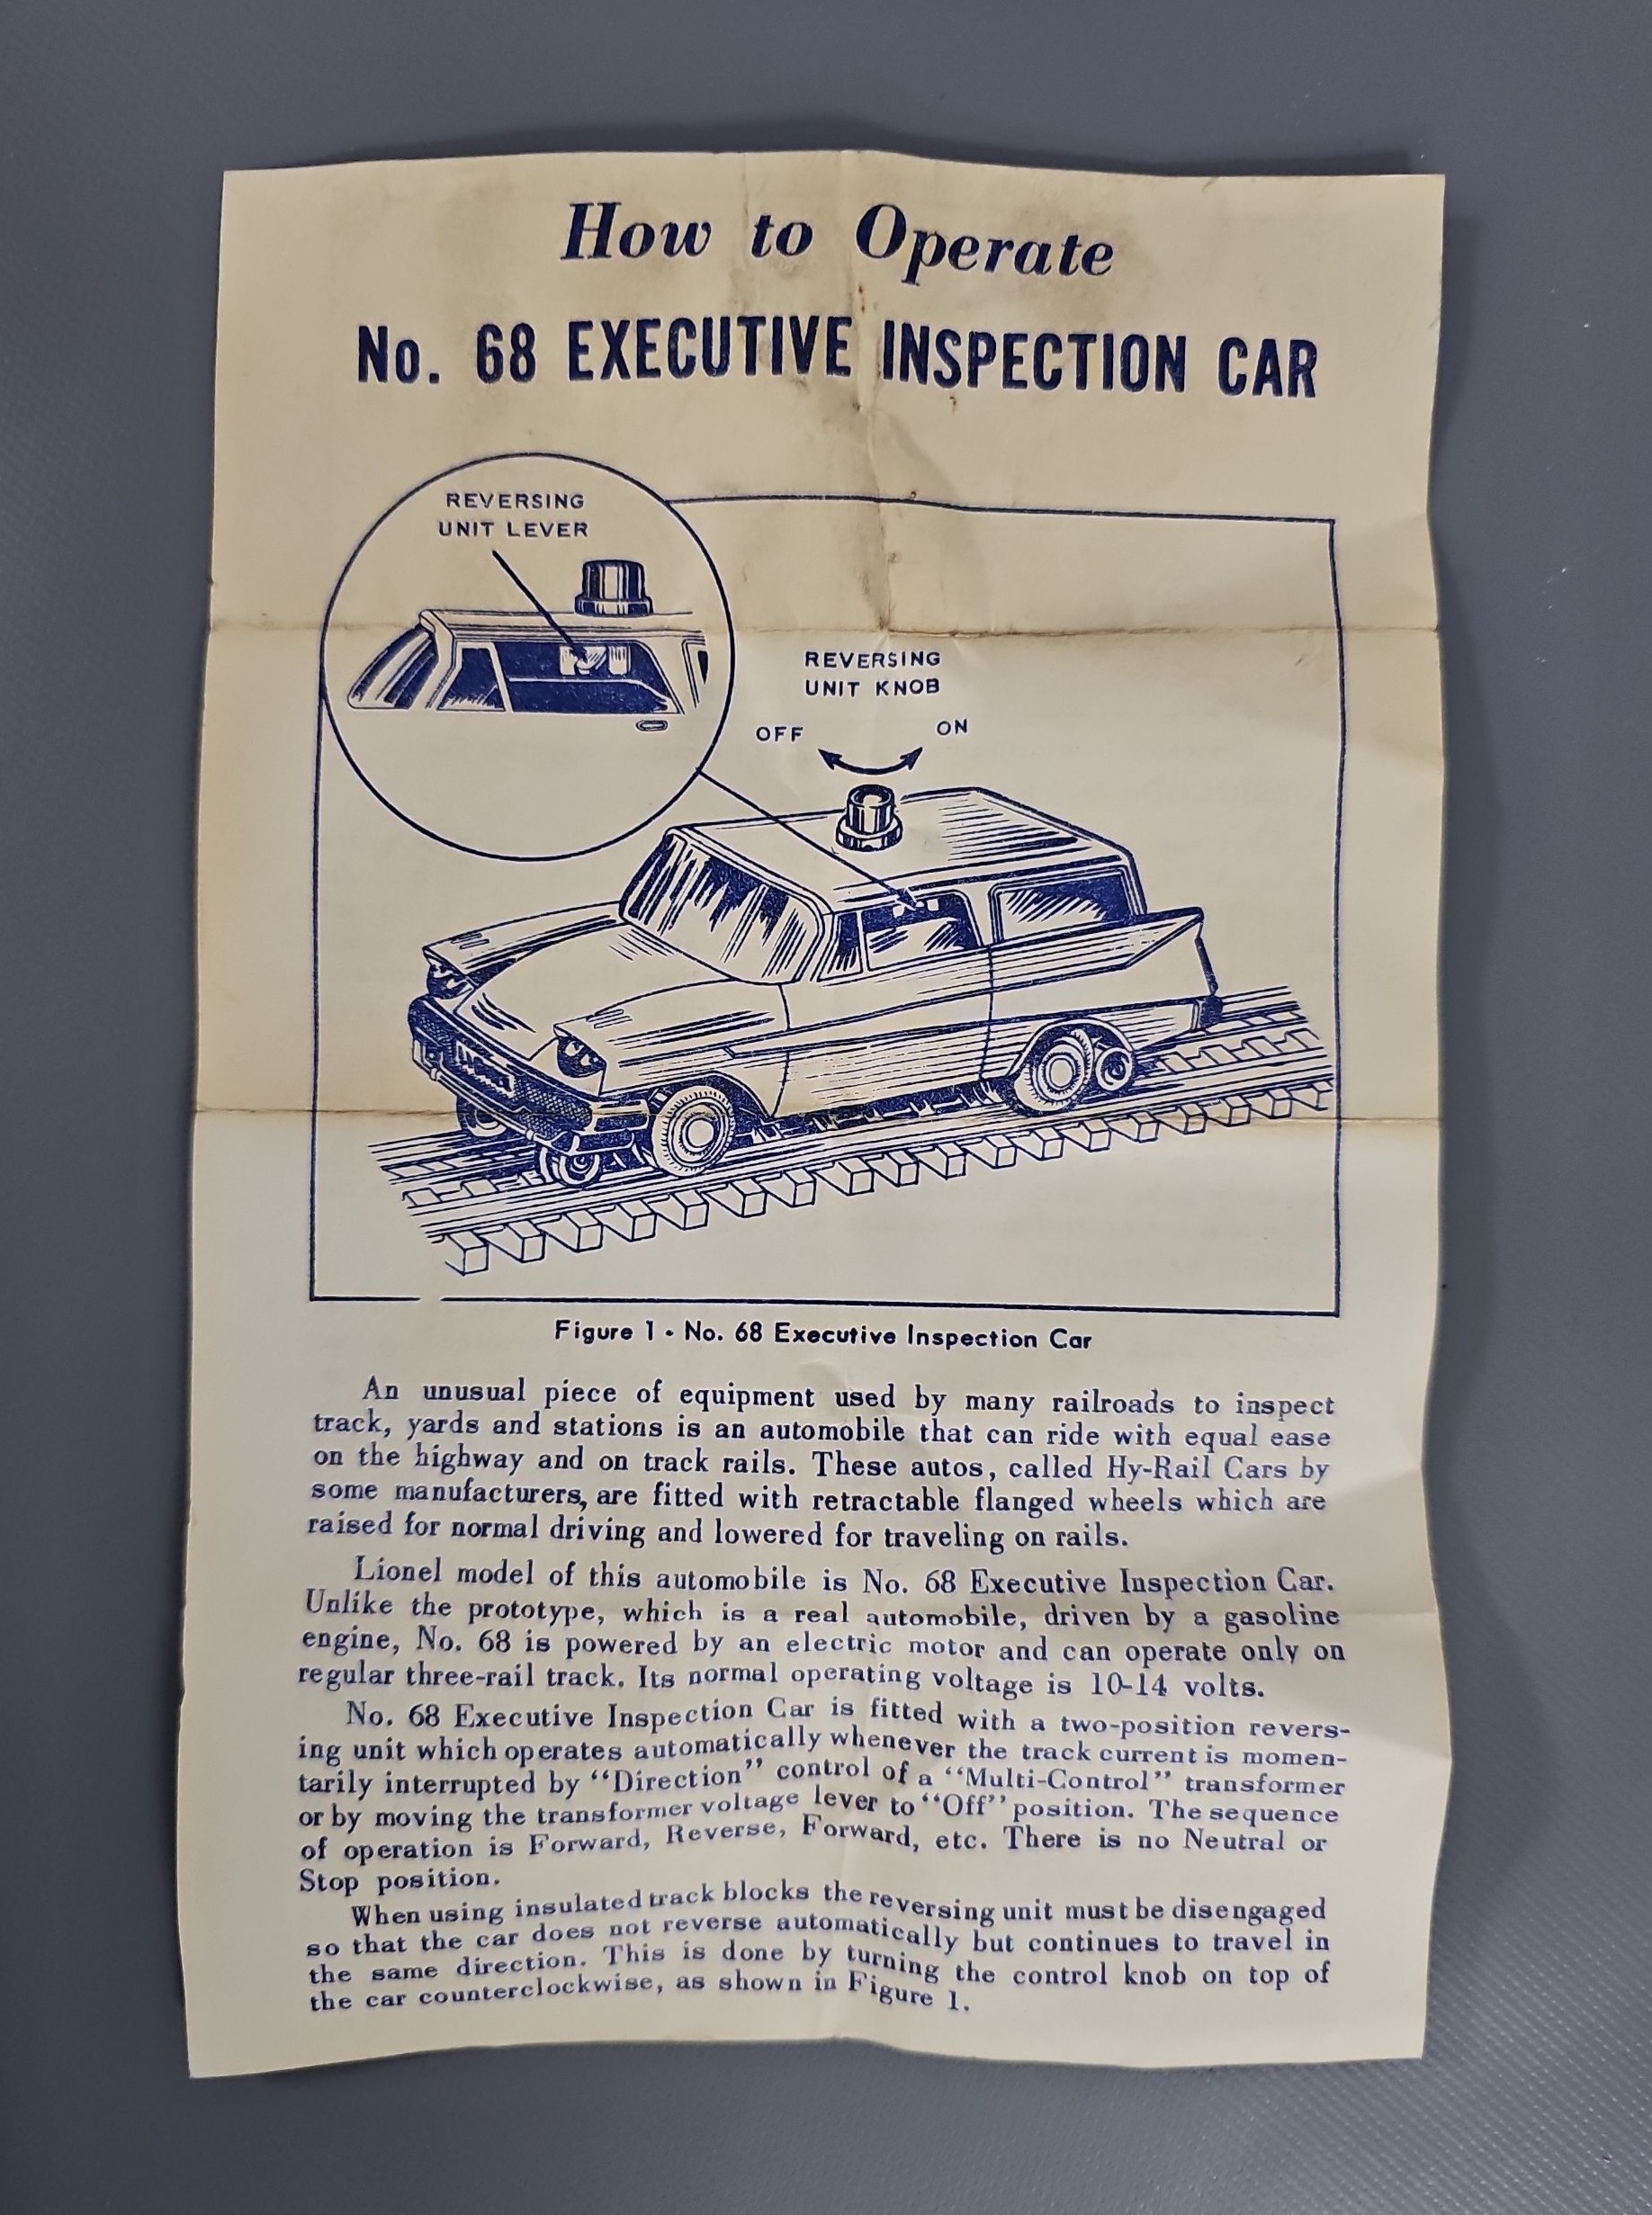 How to Operate
No. 68 EXECUTIVE INSPECTION CAR
REVERSING
UNIT LEVER
REVERSING
UNIT KNOB
OFF ON
Figure 1 - No. 68 Executive Inspection Car
An unusual piece of equipment used by many railroads to inspect
track, yards and stations is an automobile that can ride with equal ease
on the highway and on track rails. These autos, called Hy-Rail Cars by
some manufacturers, are fitted with retractable flanged wheels which are
raised for normal driving and lowered for traveling on rails.
Lionel model of this automobile is No. 68 Executive Inspection Car.
Unlike the prototype, which is a real automobile, driven by a gasoline
engine, No. 68 is powered by an electric motor and can operate only on
regular three-rail track. Its normal operating voltage is 10-14 volts.
No. 68 Executive Inspection Car is fitted with a two-position revers-
ing unit which operates automatically whenever the track current is momen-
tarily interrupted by "Direction" control of a "Multi-Control" transformer
or by moving the transformer voltage lever to "Off" position. The sequence
of operation is Forward, Reverse, Forward, etc. There is no Neutral or
Stop position.
When using insulated track blocks the reversing unit must be disengaged
so that the car does not reverse automatically but continues to travel in
the same direction. This is done by turning the control knob on top of
the car counterclockwise, as shown in Figure 1.